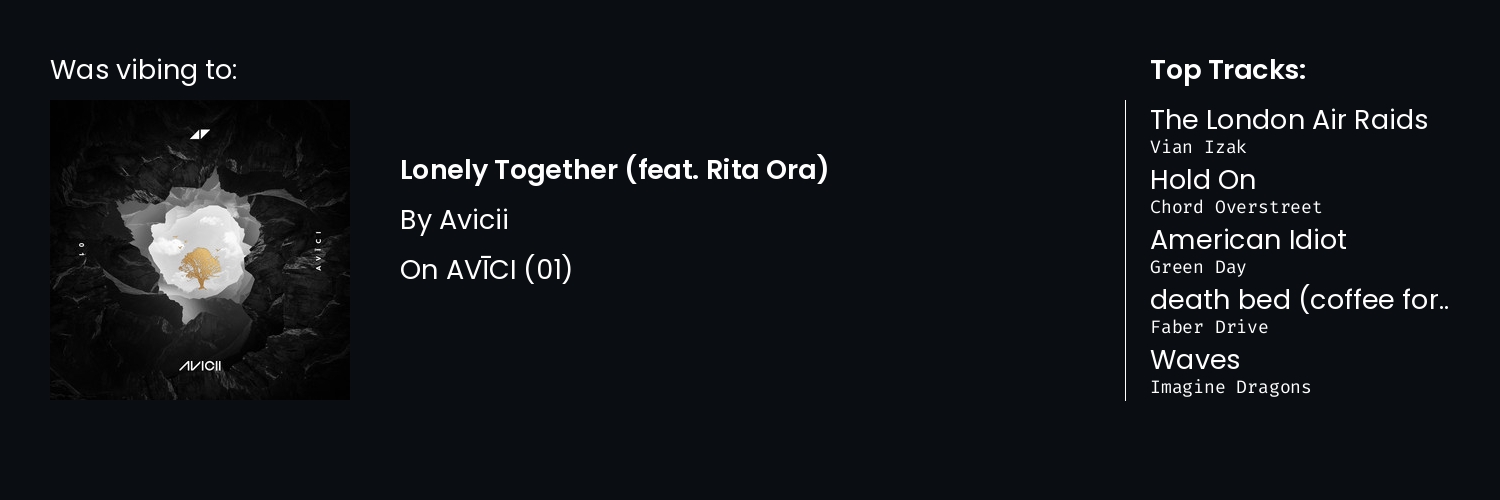 Was vibing to:
AVICII
01
AVĪCI
Lonely Together (feat. Rita Ora)
By Avicii
On AVĪCI (01)
Top Tracks:
The London Air Raids
Vian Izak
Hold On
Chord Overstreet
American Idiot
Green Day
death bed (coffee for..
Faber Drive
Waves
Imagine Dragons